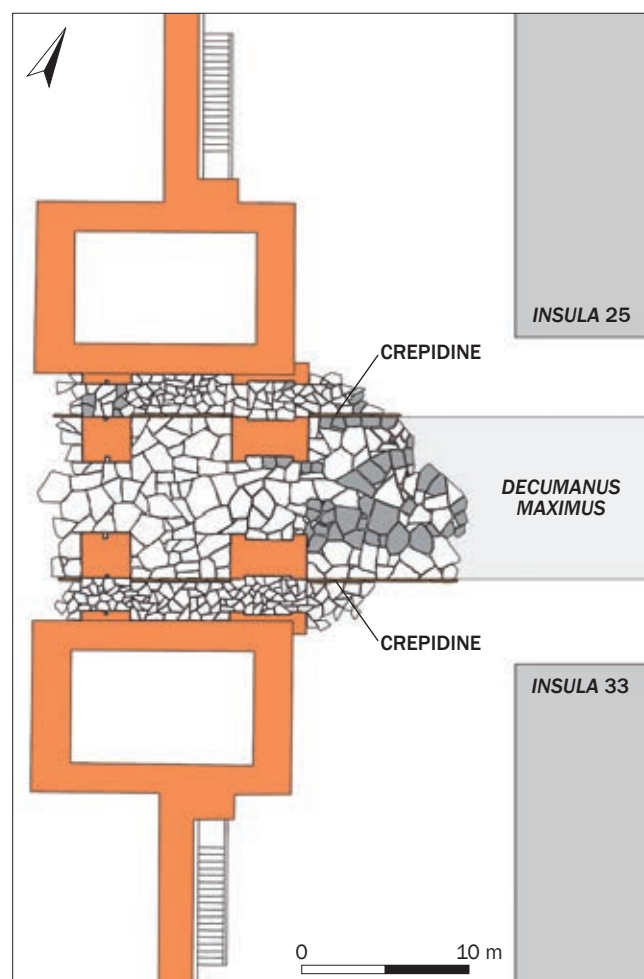 INSULA 25
CREPIDINE
DECUMANUS
MAXIMUS
CREPIDINE
INSULA 33
0 10 m